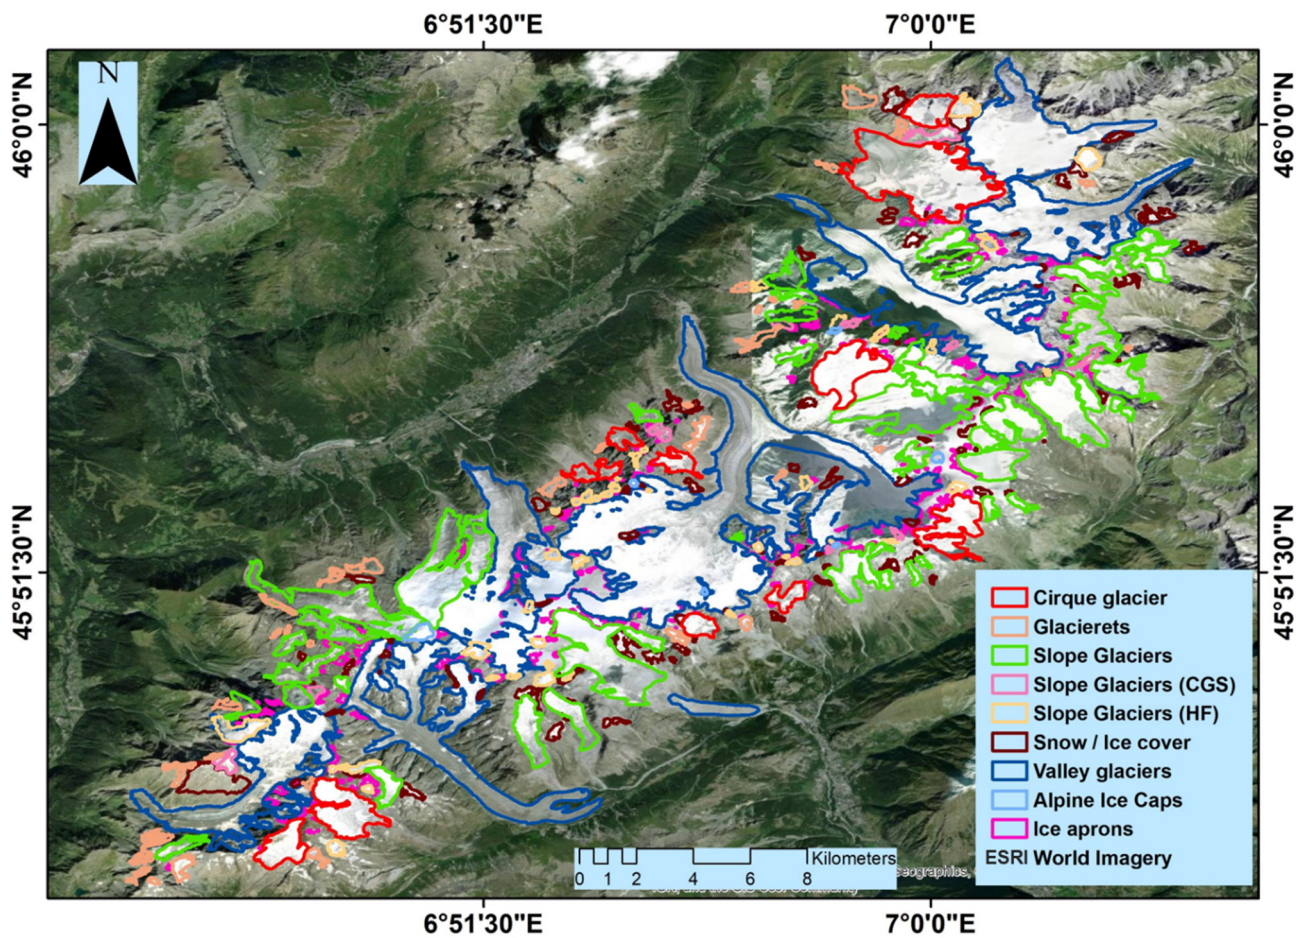 6°51'30"E 7°0'0"E
N
46°0'0"N 46°0'0"N
45°51'30"N 45°51'30"N
Cirque glacier
Glacierets
Slope Glaciers
Slope Glaciers (CGS)
Slope Glaciers (HF)
Snow / Ice cover
Valley glaciers
Alpine Ice Caps
Ice aprons
ESRI World Imagery
Kilometers
0 1 2 4 6 8
seographics,
Community
6°51'30"E 7°0'0"E